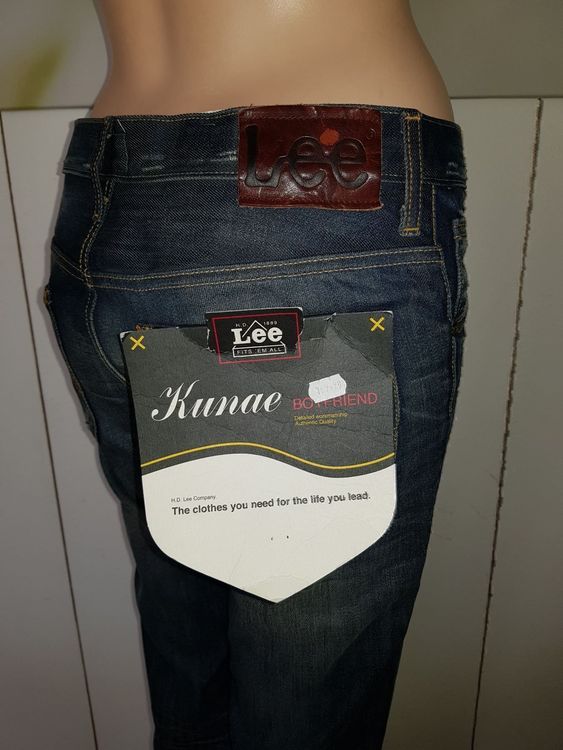 Lee
H.D. 1889
Lee
FITS 'EM ALL
Kunae
BOYFRIEND
Detailed workmanship
Authentic Quality
H.D. Lee Company
The clothes you need for the life you lead.